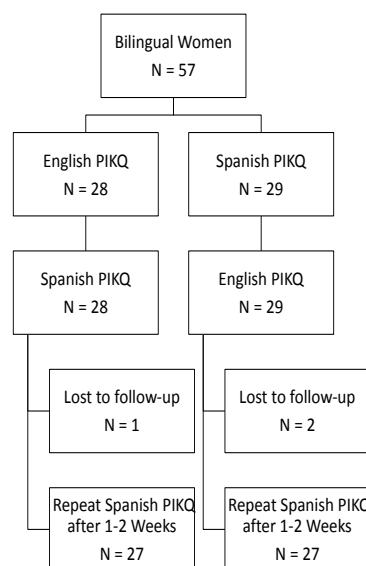 Bilingual Women
N = 57
English PIKQ
N = 28
Spanish PIKQ
N = 29
Spanish PIKQ
N = 28
English PIKQ
N = 29
Lost to follow-up
N = 1
Lost to follow-up
N = 2
Repeat Spanish PIKQ
after 1-2 Weeks
N = 27
Repeat Spanish PIKQ
after 1-2 Weeks
N = 27